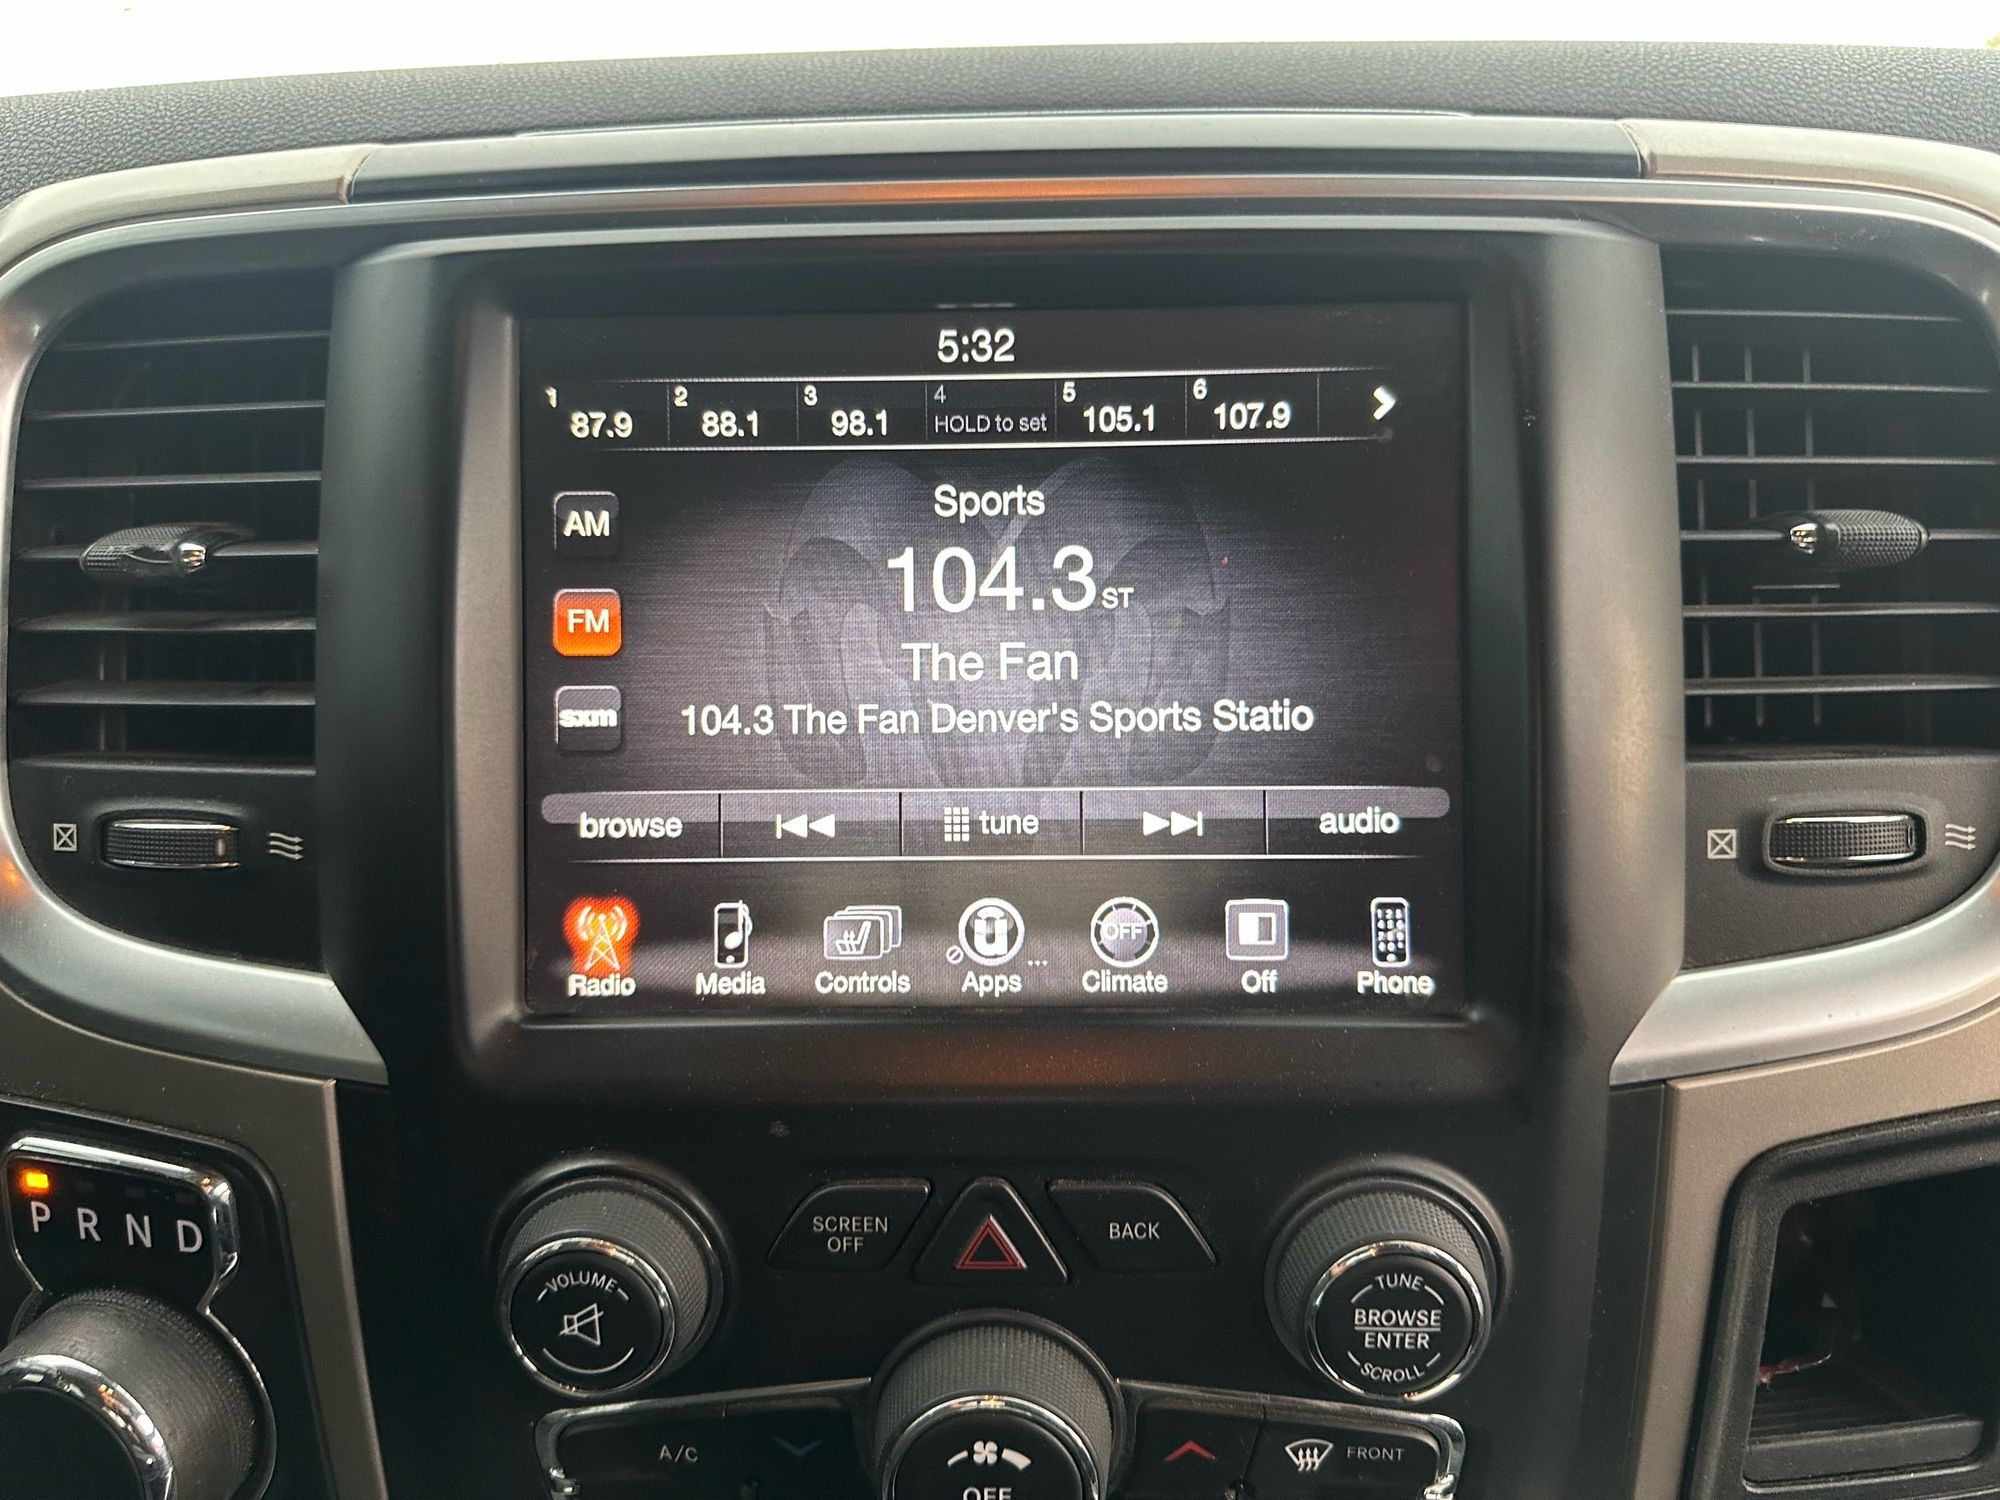 5:32
1 87.9 2 88.1 3 98.1 4 HOLD to set 5 105.1 6 107.9
Sports
AM
104.3 ST
FM
The Fan
sxm
104.3 The Fan Denver's Sports Statio
browse tune audio
OFF
Radio Media Controls Apps ... Climate Off Phone
P R N D
SCREEN
OFF
BACK
VOLUME
TUNE
BROWSE
ENTER
SCROLL
A/C
FRONT
OFF